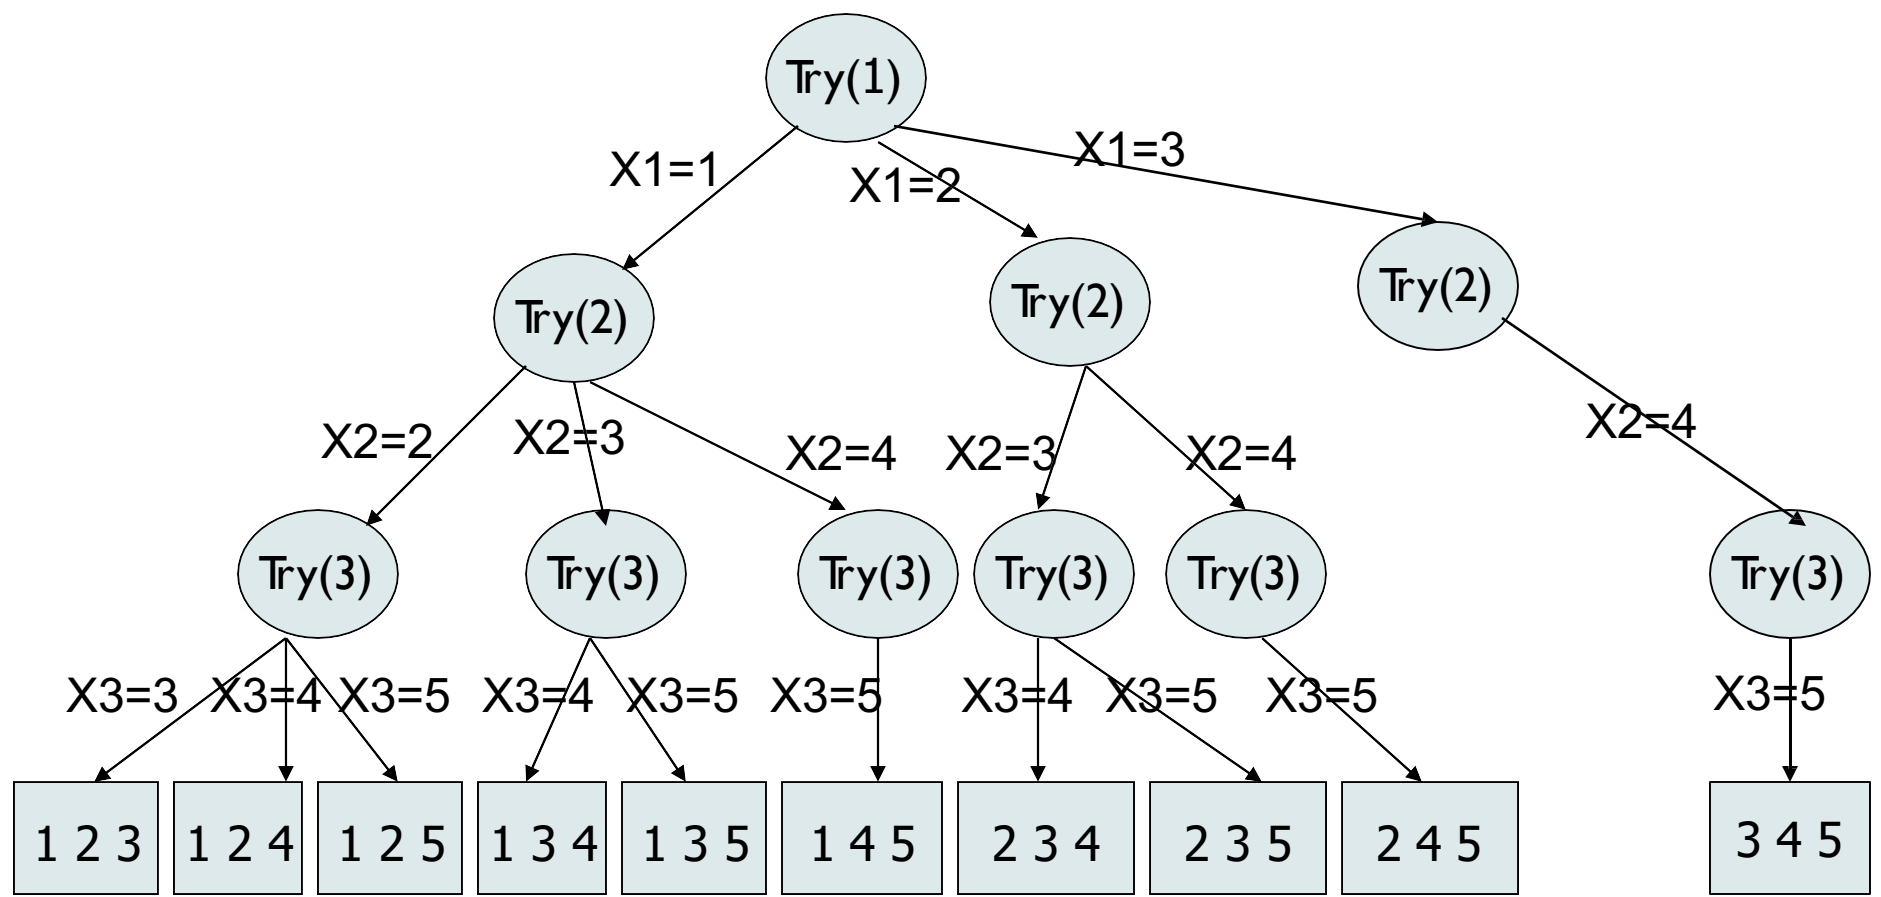 Try(1)
X1=1
X1=2
X1=3
Try(2)
Try(2)
Try(2)
X2=2
X2=3
X2=4
X2=3
X2=4
X2=4
Try(3)
Try(3)
Try(3)
Try(3)
Try(3)
Try(3)
X3=3
X3=4
X3=5
X3=4
X3=5
X3=5
X3=4
X3=5
X3=5
X3=5
1 2 3
1 2 4
1 2 5
1 3 4
1 3 5
1 4 5
2 3 4
2 3 5
2 4 5
3 4 5